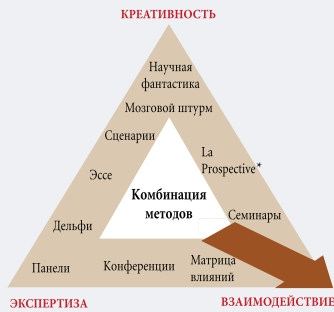 КРЕАТИВНОСТЬ
Научная
фантастика
Мозговой штурм
Сценарии
La
Prospective*
Эссе
Комбинация
методов
Семинары
Дельфи
Панели
Конференции
Матрица
влияний
ЭКСПЕРТИЗА
ВЗАИМОДЕЙСТВИЕ